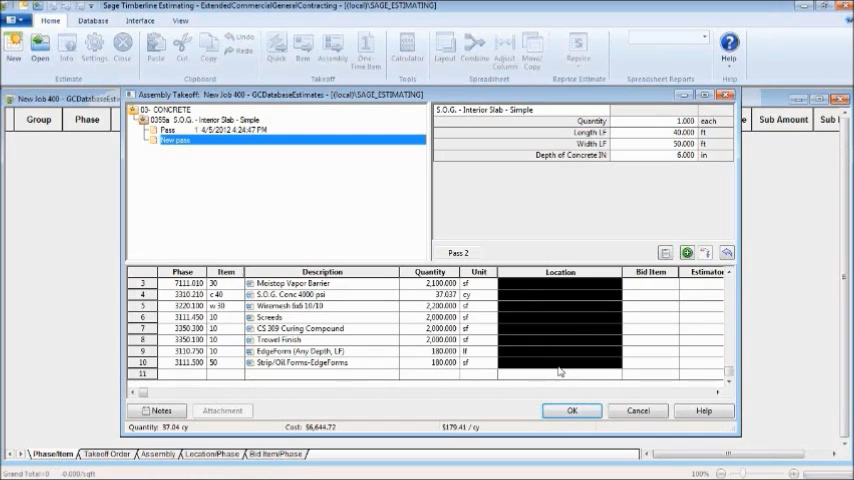 Sage Timberline Estimating - ExtendedCommercialGeneralContracting - [(local)\SAGE_ESTIMATING]
Home Database Interface View
New Open Info Settings Close Paste Cut Copy Undo Redo Quick Item Assembly One-Time Item Calculator Layout Combine Adjust Column Move/Copy Reprice Help
Estimate Clipboard Takeoff Tools Spreadsheet Reprice Estimate Spreadsheet Reports
New Job 400 - GCDatabaseEst
Group Phase Sub Amount Sub
Assembly Takeoff: New Job 400 - GCDatabaseEstimates - [(local)\SAGE_ESTIMATING]
03- CONCRETE
0355a S.O.G. - Interior Slab - Simple
Pass 1 4/5/2012 4:24:47 PM
New pass
S.O.G. - Interior Slab - Simple
Quantity 1.000 each
Length LF 40.000 ft
Width LF 50.000 ft
Depth of Concrete IN 6.000 in
Pass 2
Phase Item Description Quantity Unit Location Bid Item Estimator
3 7111.010 30 Moistop Vapor Barrier 2,100.000 sf
4 3310.210 c 40 S.O.G. Conc 4000 psi 37.037 cy
5 3220.100 w 30 Wiremesh 6x6 10/10 2,200.000 sf
6 3111.450 10 Screeds 2,000.000 sf
7 3350.300 10 CS 309 Curing Compound 2,000.000 sf
8 3350.100 10 Trowel Finish 2,000.000 sf
9 3110.750 10 EdgeForm (Any Depth, LF) 180.000 lf
10 3111.500 50 Strip/Oil Forms-EdgeForms 180.000 sf
11
Notes Attachment OK Cancel Help
Quantity: 37.04 cy Cost: $6,644.72 $179.41 / cy
Phase/Item Takeoff Order Assembly Location/Phase Bid Item/Phase
Grand Total=0 -0.000/sqft 100%